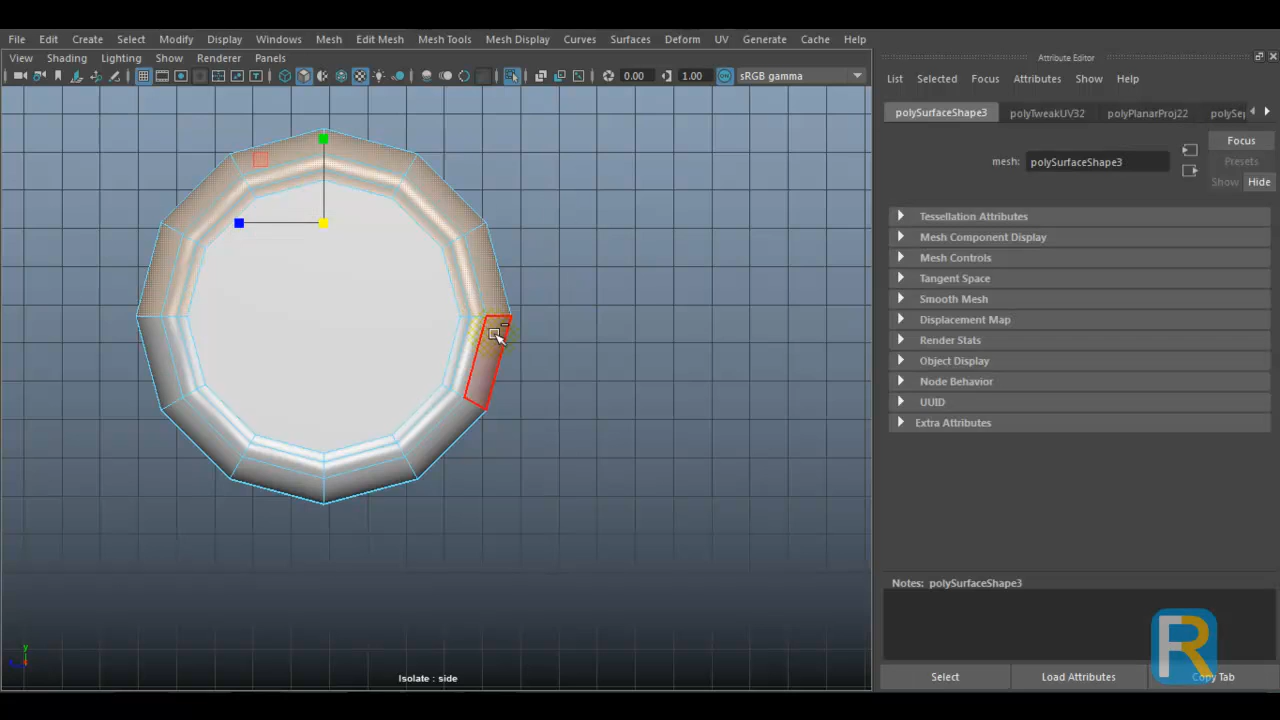 File Edit Create Select Modify Display Windows Mesh Edit Mesh Mesh Tools Mesh Display Curves Surfaces Deform UV Generate Cache Help
View Shading Lighting Show Renderer Panels
0.00 1.00 sRGB gamma
Isolate : side
y
Attribute Editor
List Selected Focus Attributes Show Help
polySurfaceShape3 polyTweakUV32 polyPlanarProj22 polySep
Focus
Presets
Show Hide
mesh: polySurfaceShape3
Tessellation Attributes
Mesh Component Display
Mesh Controls
Tangent Space
Smooth Mesh
Displacement Map
Render Stats
Object Display
Node Behavior
UUID
Extra Attributes
Notes: polySurfaceShape3
Select Load Attributes Copy Tab
FR